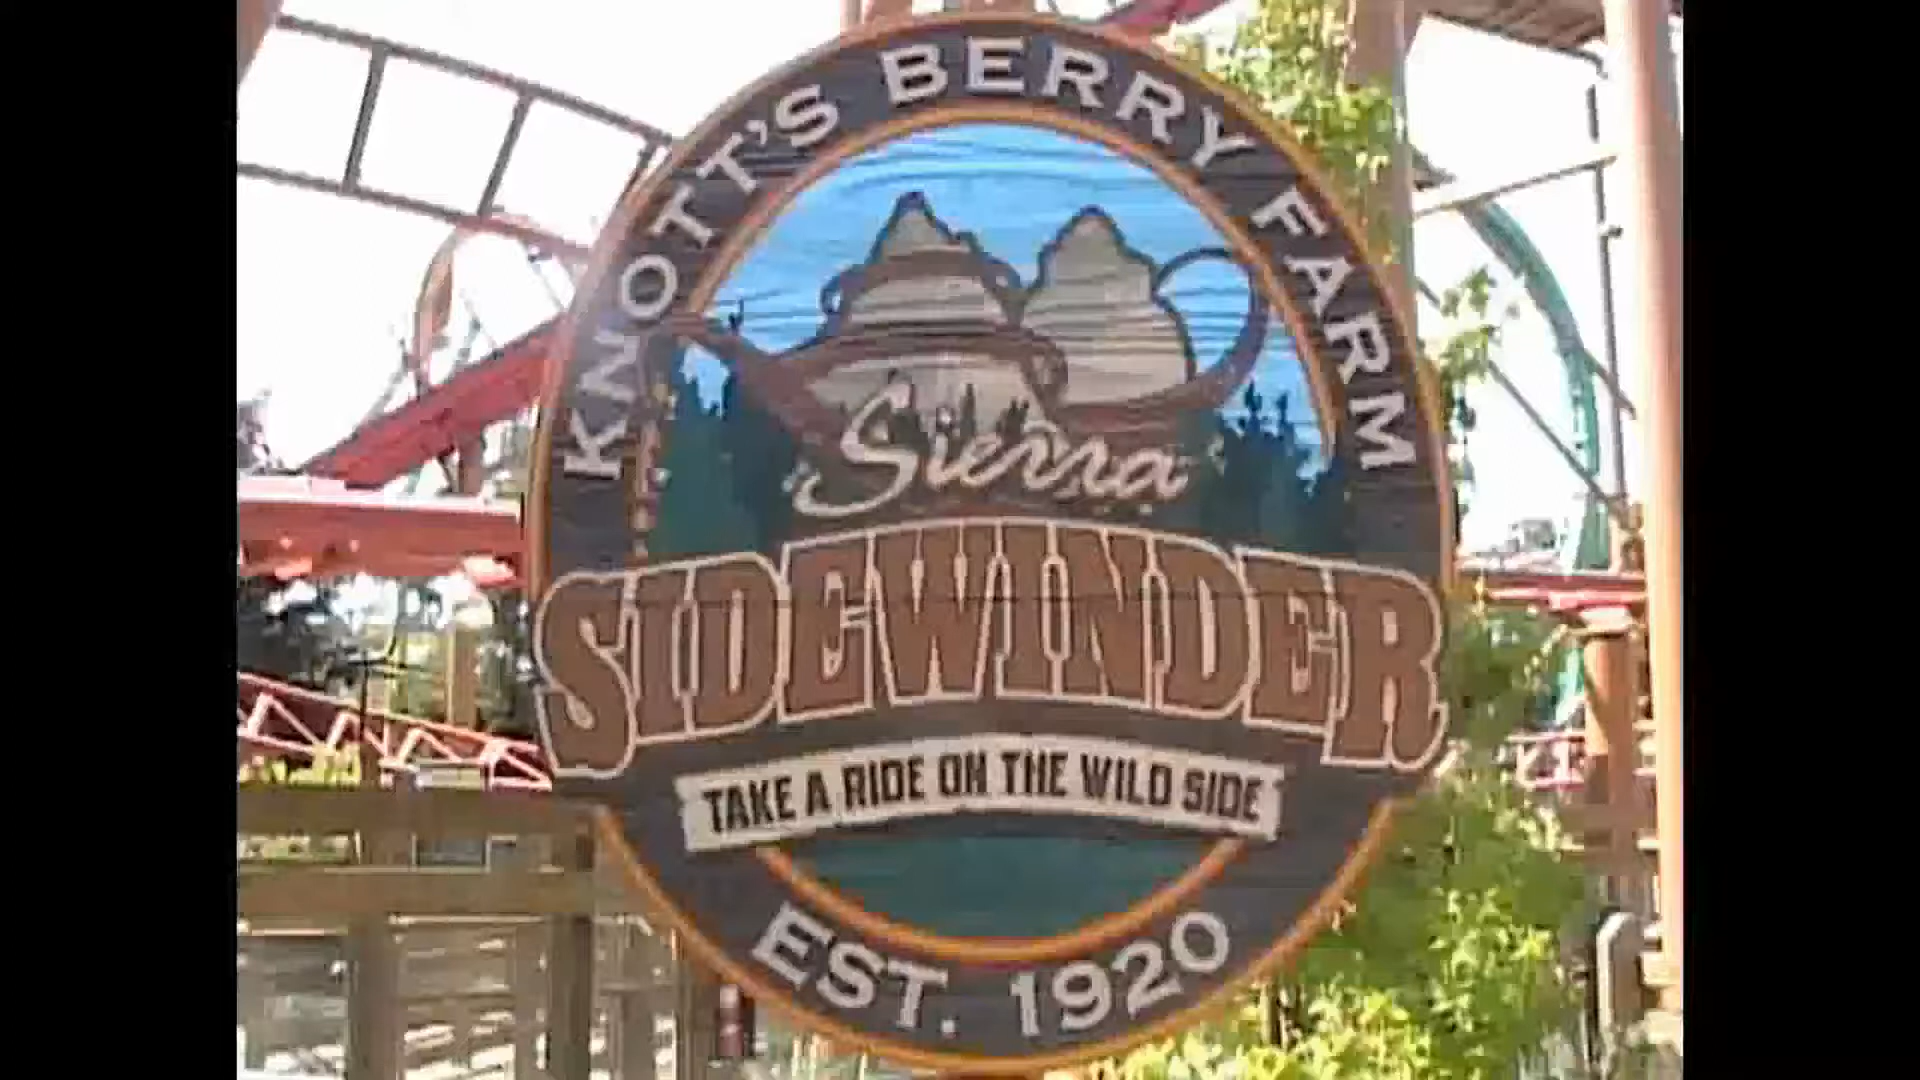 KNOTT'S BERRY FARM
Sierra
SIDEWINDER
TAKE A RIDE ON THE WILD SIDE
EST. 1920